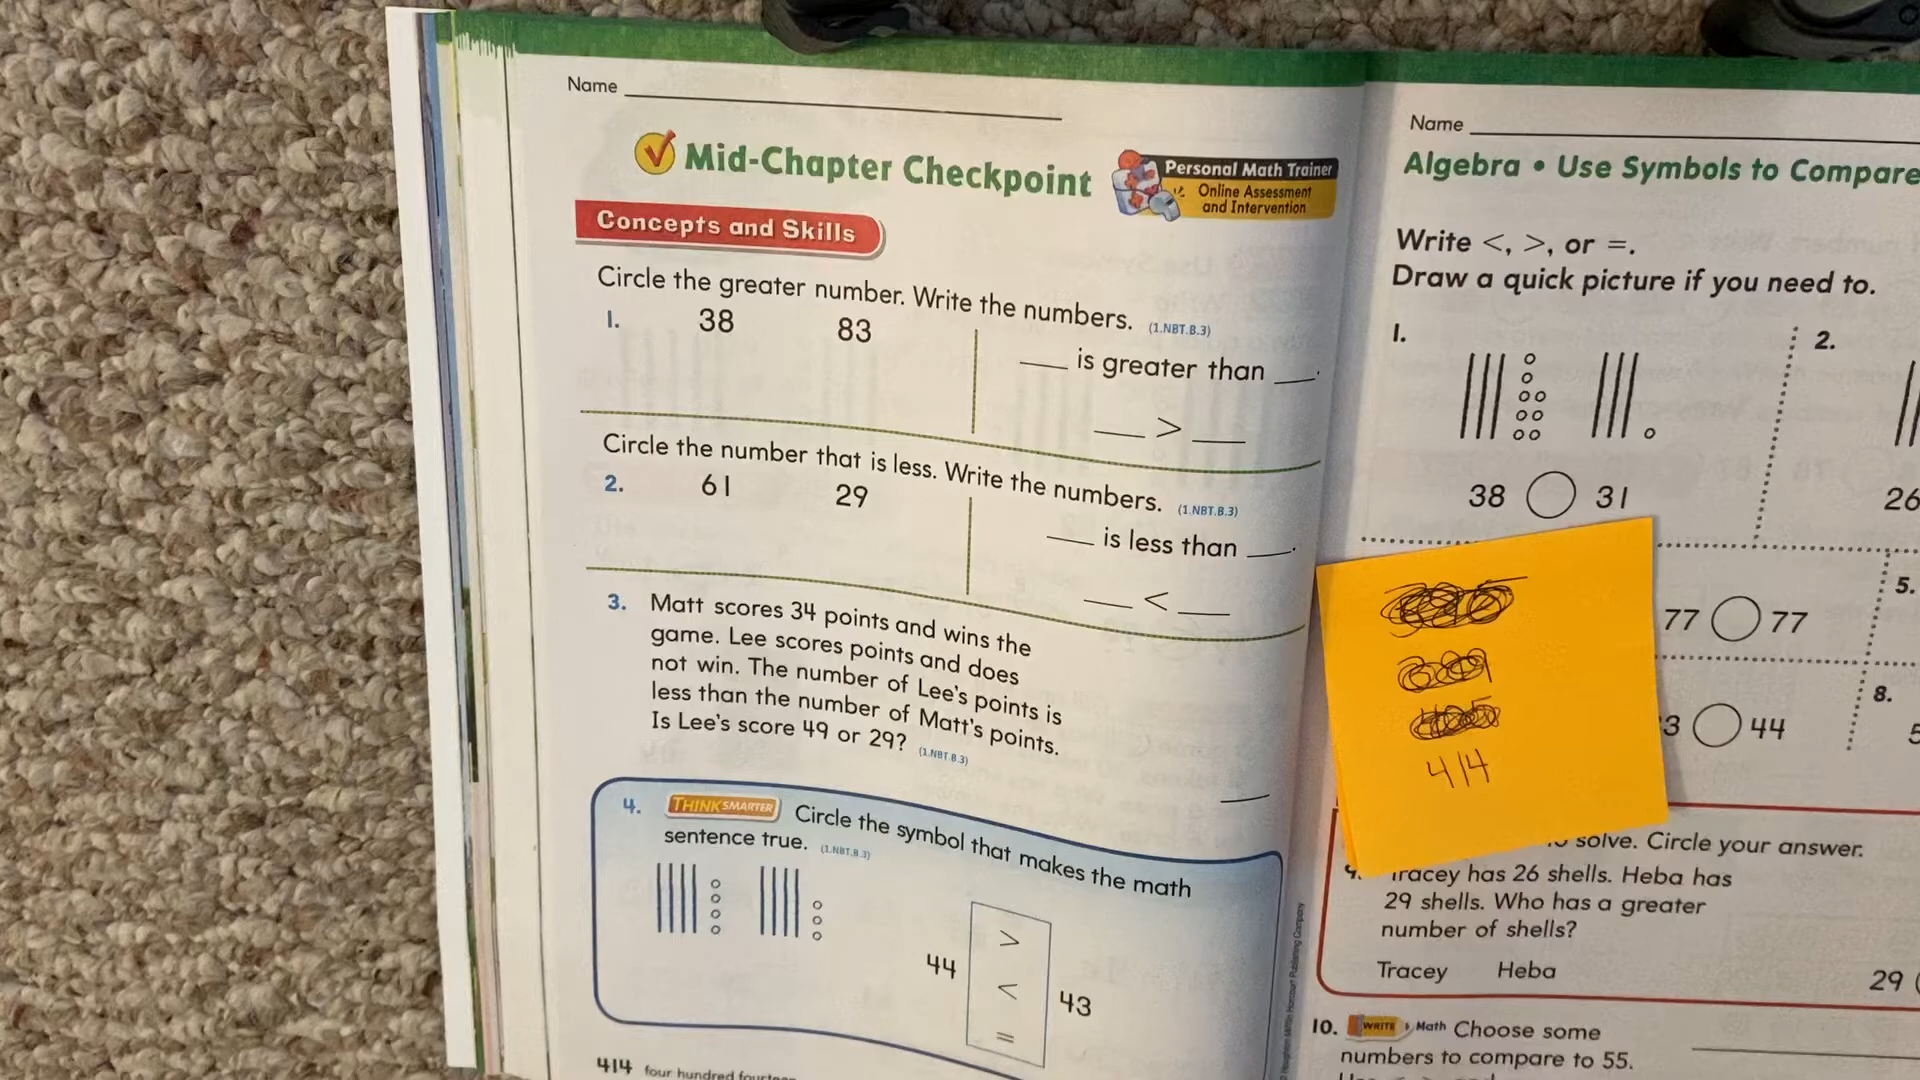 Name
Mid-Chapter Checkpoint
Personal Math Trainer
Online Assessment
and Intervention
Concepts and Skills
Circle the greater number. Write the numbers. (1.NBT.B.3)
1. 38 83
___ is greater than ___.
___ > ___
Circle the number that is less. Write the numbers. (1.NBT.B.3)
2. 61 29
___ is less than ___.
___ < ___
3. Matt scores 34 points and wins the
game. Lee scores points and does
not win. The number of Lee's points is
less than the number of Matt's points.
Is Lee's score 49 or 29? (1.NBT.B.3)
4. THINK SMARTER Circle the symbol that makes the math
sentence true. (1.NBT.B.3)
44
>
<
=
43
414 four hundred fourteen
Name
Algebra • Use Symbols to Compare
Write <, >, or =.
Draw a quick picture if you need to.
1.
38 31
2.
26
77 77
5.
3 44
8.
414
solve. Circle your answer.
9. Tracey has 26 shells. Heba has
29 shells. Who has a greater
number of shells?
Tracey Heba
29
10. WRITE Math Choose some
numbers to compare to 55.